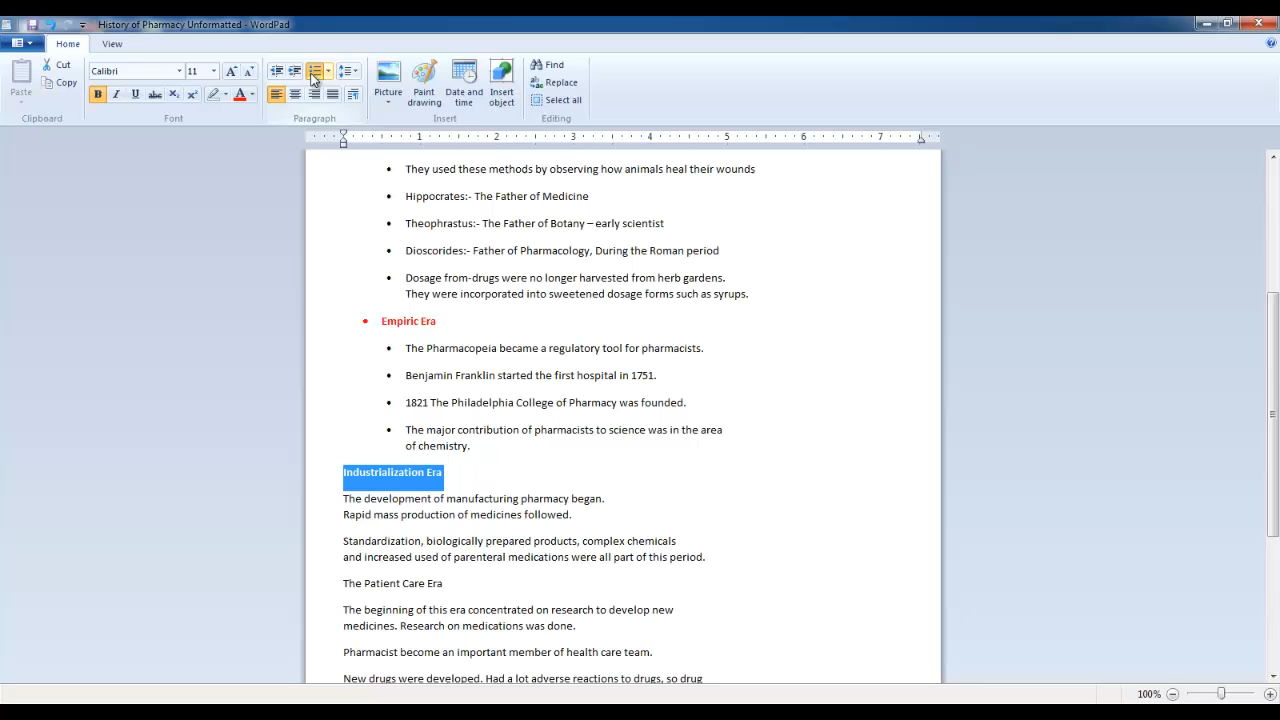 History of Pharmacy Unformatted - WordPad
Home View
Cut
Copy
Paste
Clipboard
Calibri 11
Font
Paragraph
Picture
Paint drawing
Date and time
Insert object
Insert
Find
Replace
Select all
Editing
1 2 3 4 5 6 7
• They used these methods by observing how animals heal their wounds
• Hippocrates:- The Father of Medicine
• Theophrastus:- The Father of Botany – early scientist
• Dioscorides:- Father of Pharmacology, During the Roman period
• Dosage from-drugs were no longer harvested from herb gardens.
They were incorporated into sweetened dosage forms such as syrups.
• Empiric Era
• The Pharmacopeia became a regulatory tool for pharmacists.
• Benjamin Franklin started the first hospital in 1751.
• 1821 The Philadelphia College of Pharmacy was founded.
• The major contribution of pharmacists to science was in the area
of chemistry.
Industrialization Era
The development of manufacturing pharmacy began.
Rapid mass production of medicines followed.
Standardization, biologically prepared products, complex chemicals
and increased used of parenteral medications were all part of this period.
The Patient Care Era
The beginning of this era concentrated on research to develop new
medicines. Research on medications was done.
Pharmacist become an important member of health care team.
New drugs were developed. Had a lot adverse reactions to drugs, so drug
100%